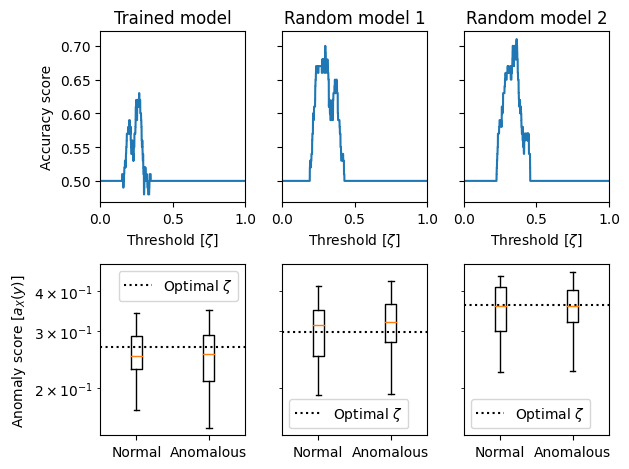 Trained model
Random model 1
Random model 2
Accuracy score
0.70
0.65
0.60
0.55
0.50
0.0 0.5 1.0
0.0 0.5 1.0
0.0 0.5 1.0
Threshold [ζ]
Threshold [ζ]
Threshold [ζ]
Anomaly score [a_X(y)]
4 × 10⁻¹
3 × 10⁻¹
2 × 10⁻¹
Optimal ζ
Optimal ζ
Optimal ζ
Normal Anomalous
Normal Anomalous
Normal Anomalous